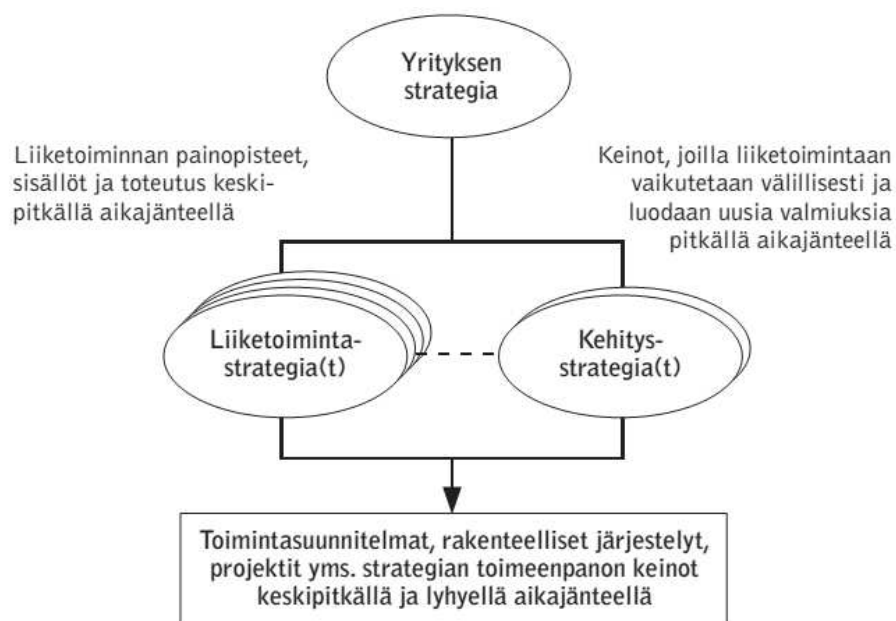 Yrityksen
strategia
Liiketoiminnan painopisteet,
sisällöt ja toteutus keski-
pitkällä aikajänteellä
Keinot, joilla liiketoimintaan
vaikutetaan välillisesti ja
luodaan uusia valmiuksia
pitkällä aikajänteellä
Liiketoiminta-
strategia(t)
Kehitys-
strategia(t)
Toimintasuunnitelmat, rakenteelliset järjestelyt,
projektit yms. strategian toimeenpanon keinot
keskipitkällä ja lyhyellä aikajänteellä